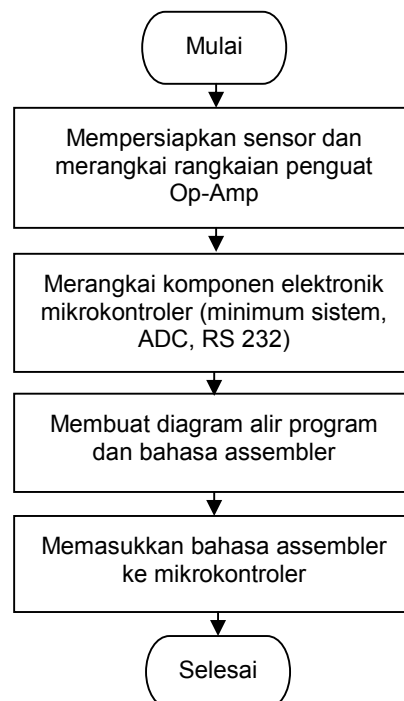 Mulai
Mempersiapkan sensor dan
merangkai rangkaian penguat
Op-Amp
Merangkai komponen elektronik
mikrokontroler (minimum sistem,
ADC, RS 232)
Membuat diagram alir program
dan bahasa assembler
Memasukkan bahasa assembler
ke mikrokontroler
Selesai